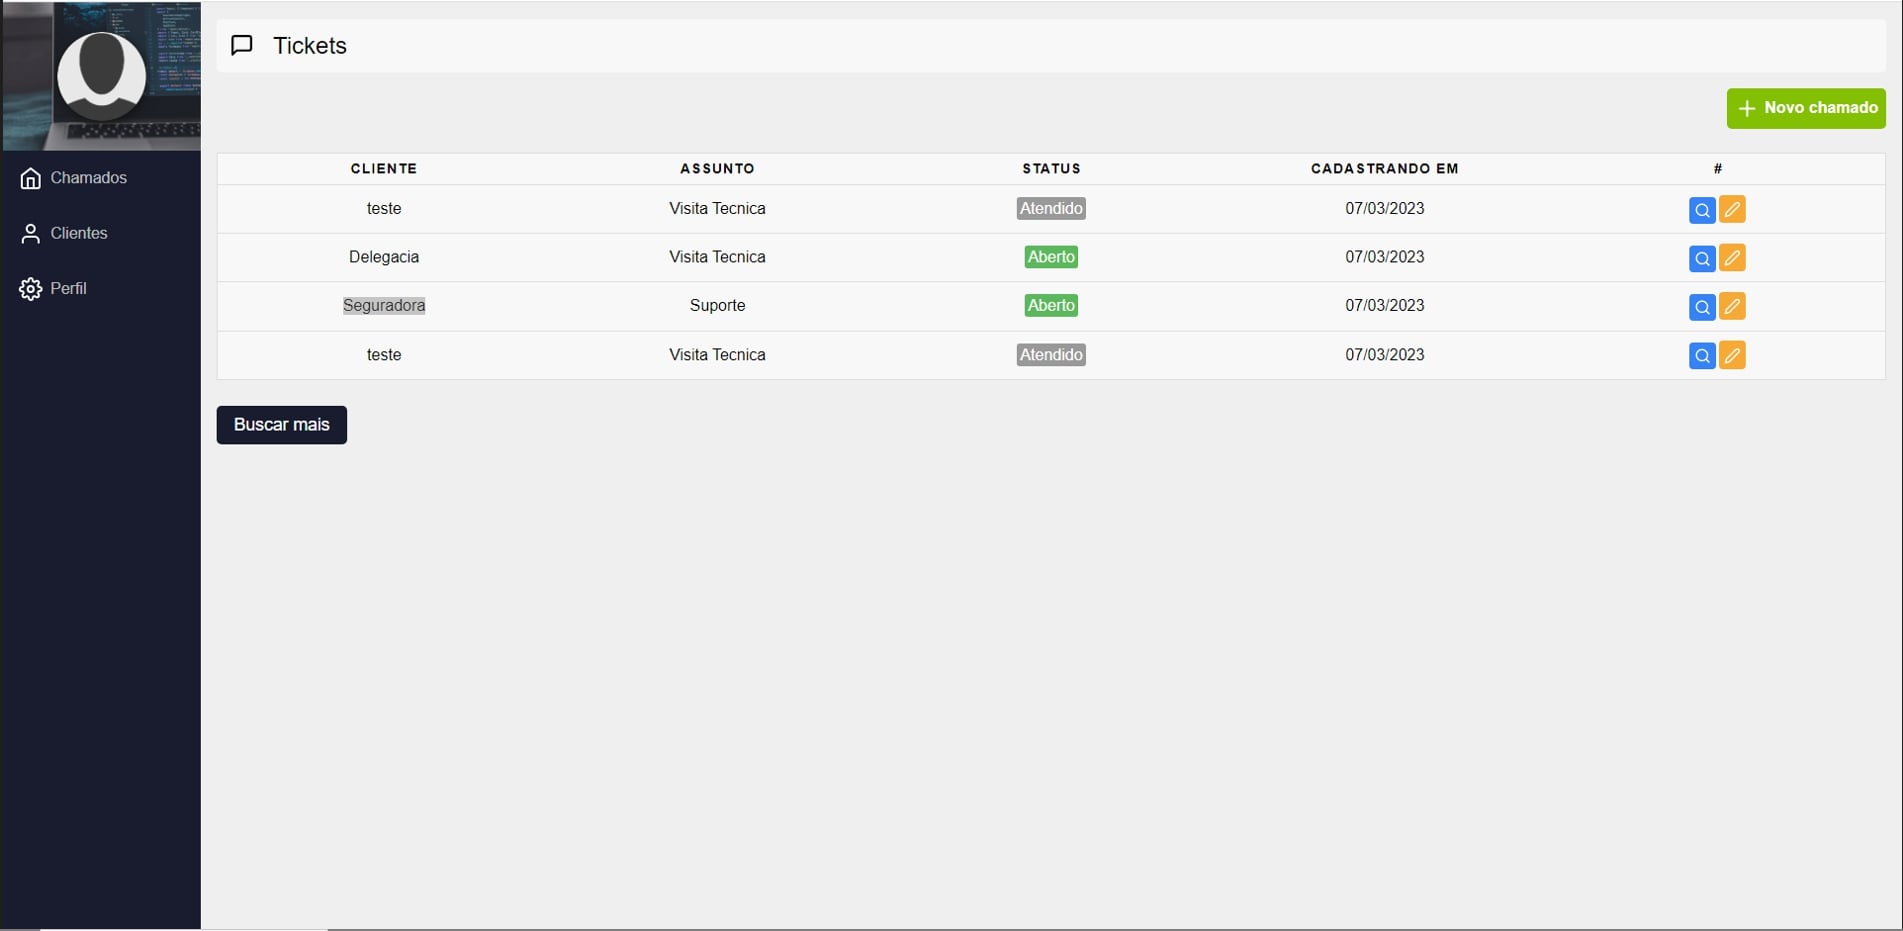 Tickets
Novo chamado
Chamados
Clientes
Perfil
CLIENTE ASSUNTO STATUS CADASTRANDO EM #
teste Visita Tecnica Atendido 07/03/2023
Delegacia Visita Tecnica Aberto 07/03/2023
Seguradora Suporte Aberto 07/03/2023
teste Visita Tecnica Atendido 07/03/2023
Buscar mais